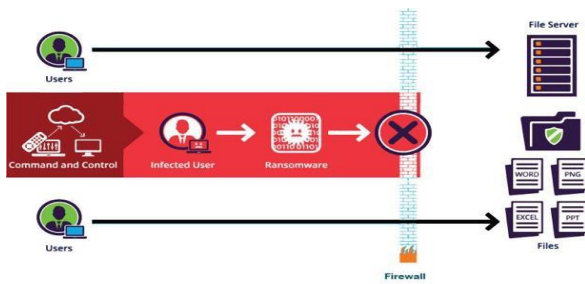 File Server
Users
Command and Control
Infected User
Ransomware
WORD
PNG
EXCEL
PPT
Users
Files
Firewall